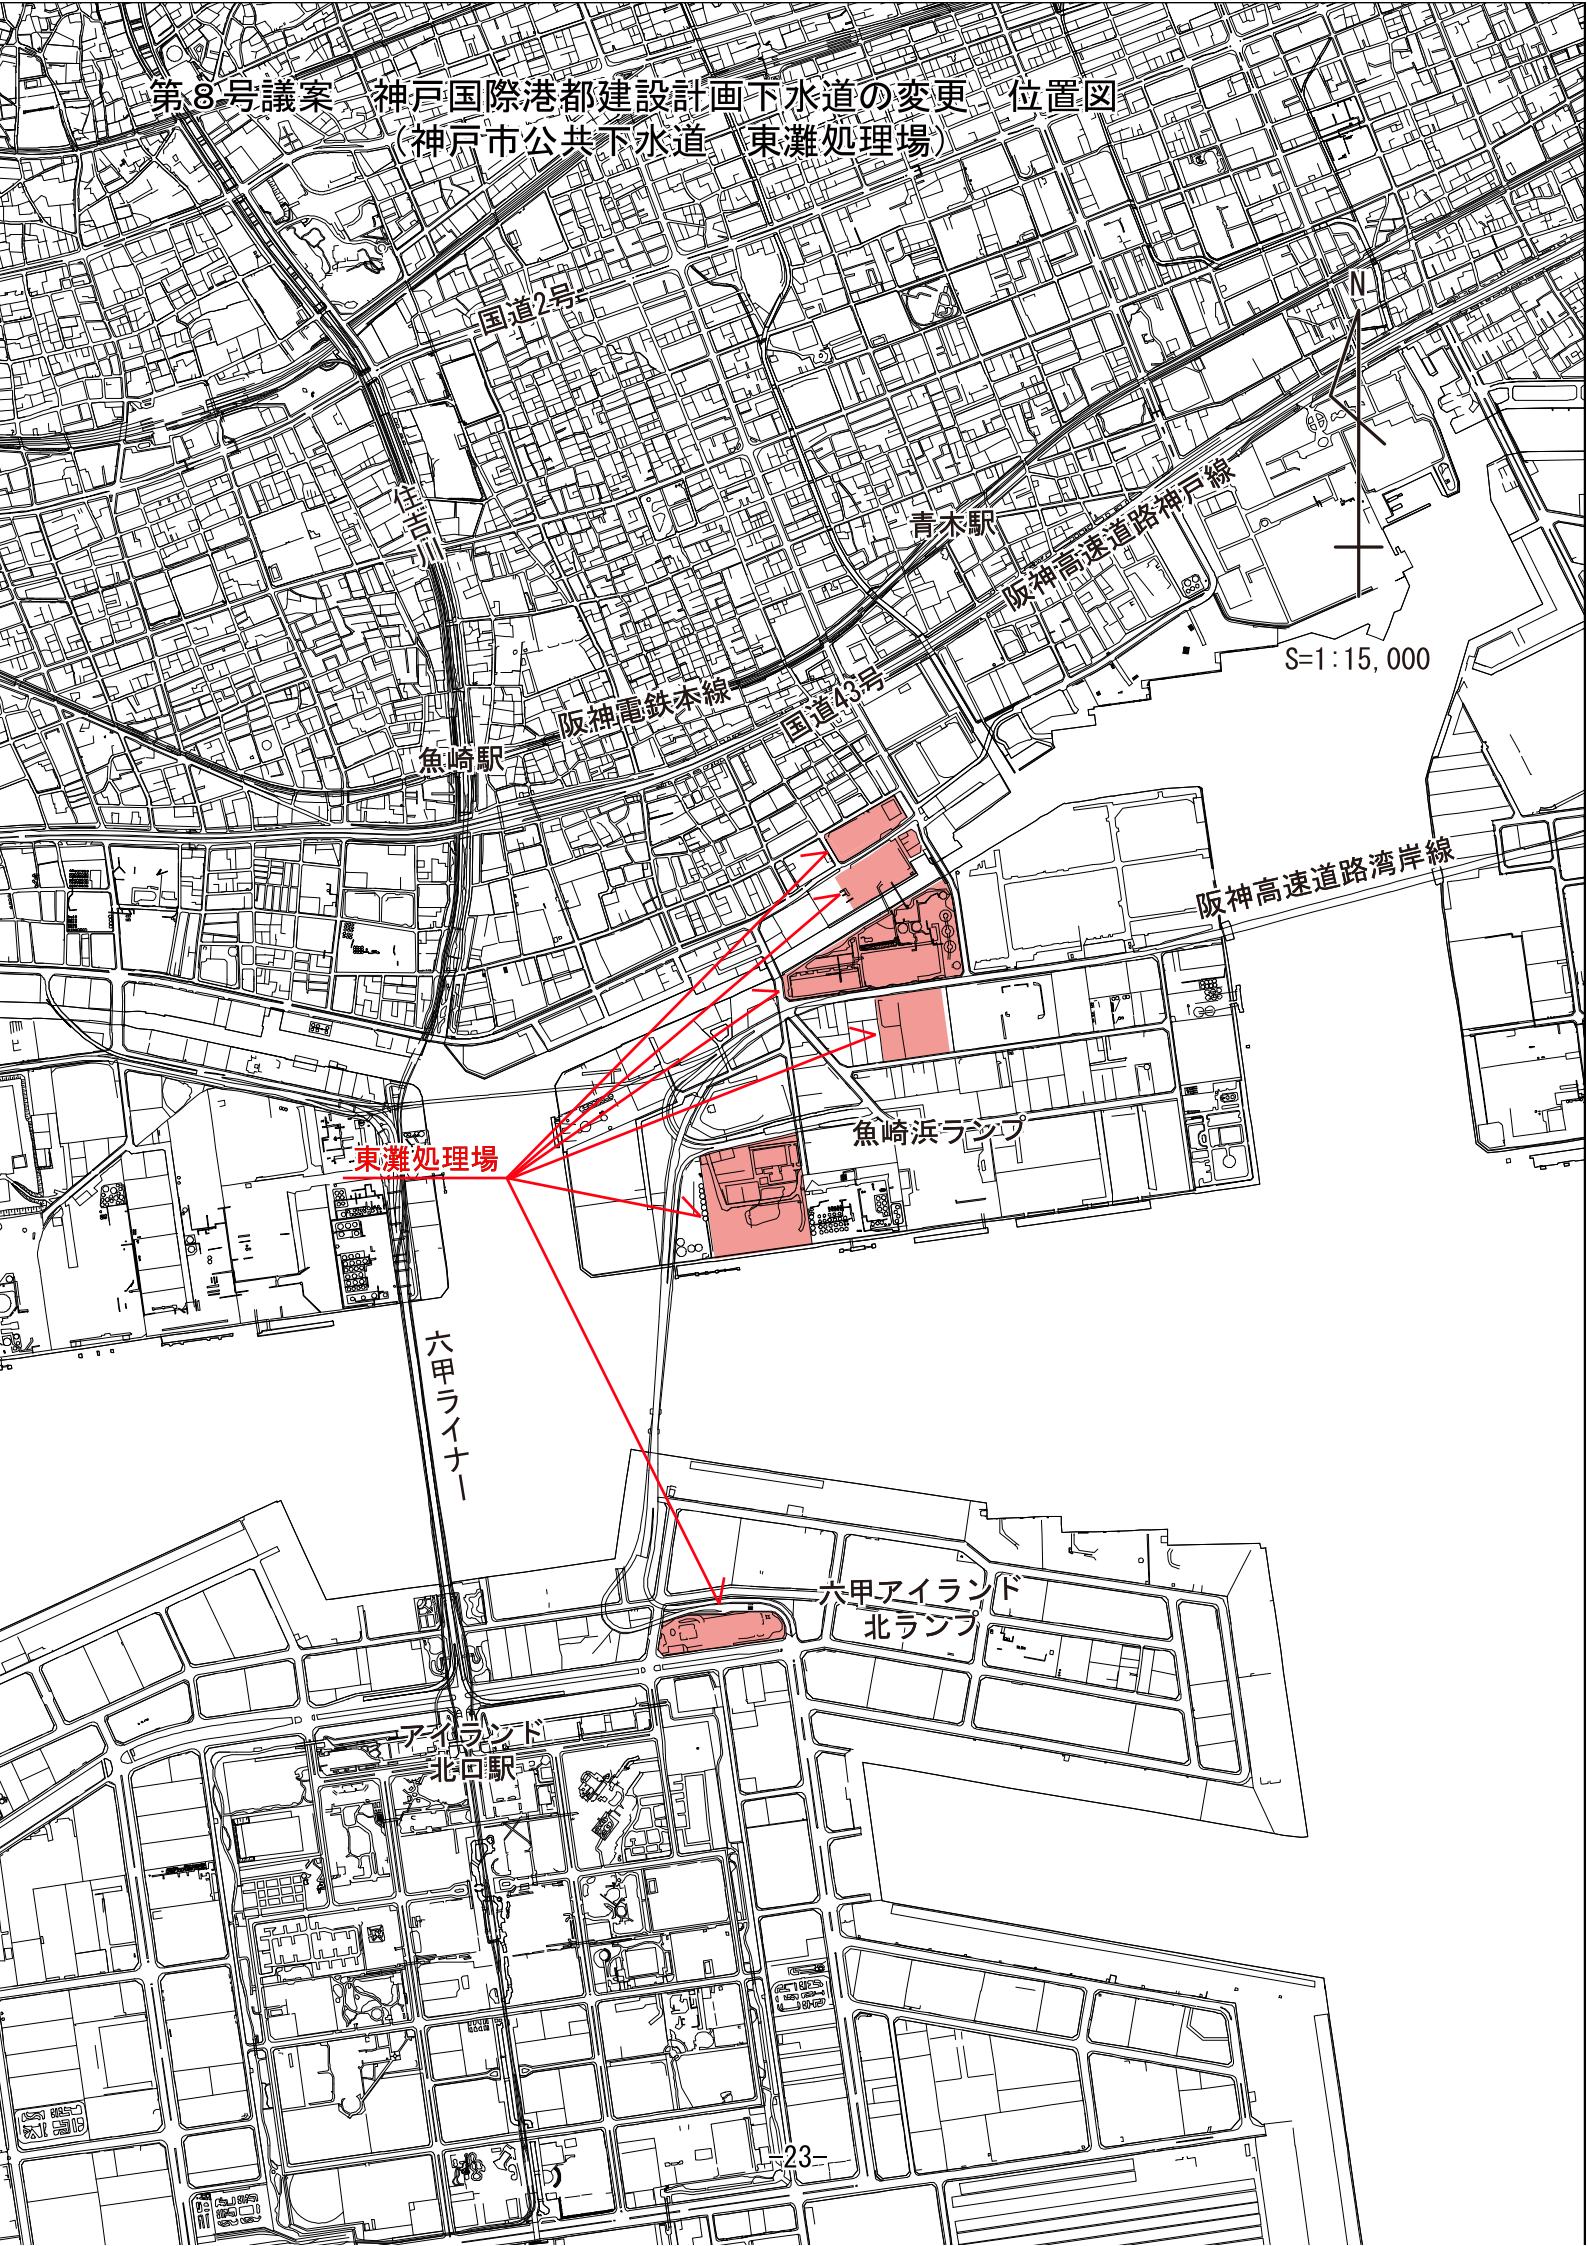 第８号議案　神戸国際港都建設計画下水道の変更　位置図
（神戸市公共下水道　東灘処理場）
N
国道2号
住吉川
青木駅
阪神高速道路神戸線
S=1:15,000
阪神電鉄本線
国道43号
魚崎駅
阪神高速道路湾岸線
魚崎浜ランプ
東灘処理場
六甲ライナー
六甲アイランド
北ランプ
アイランド
北口駅
-23-